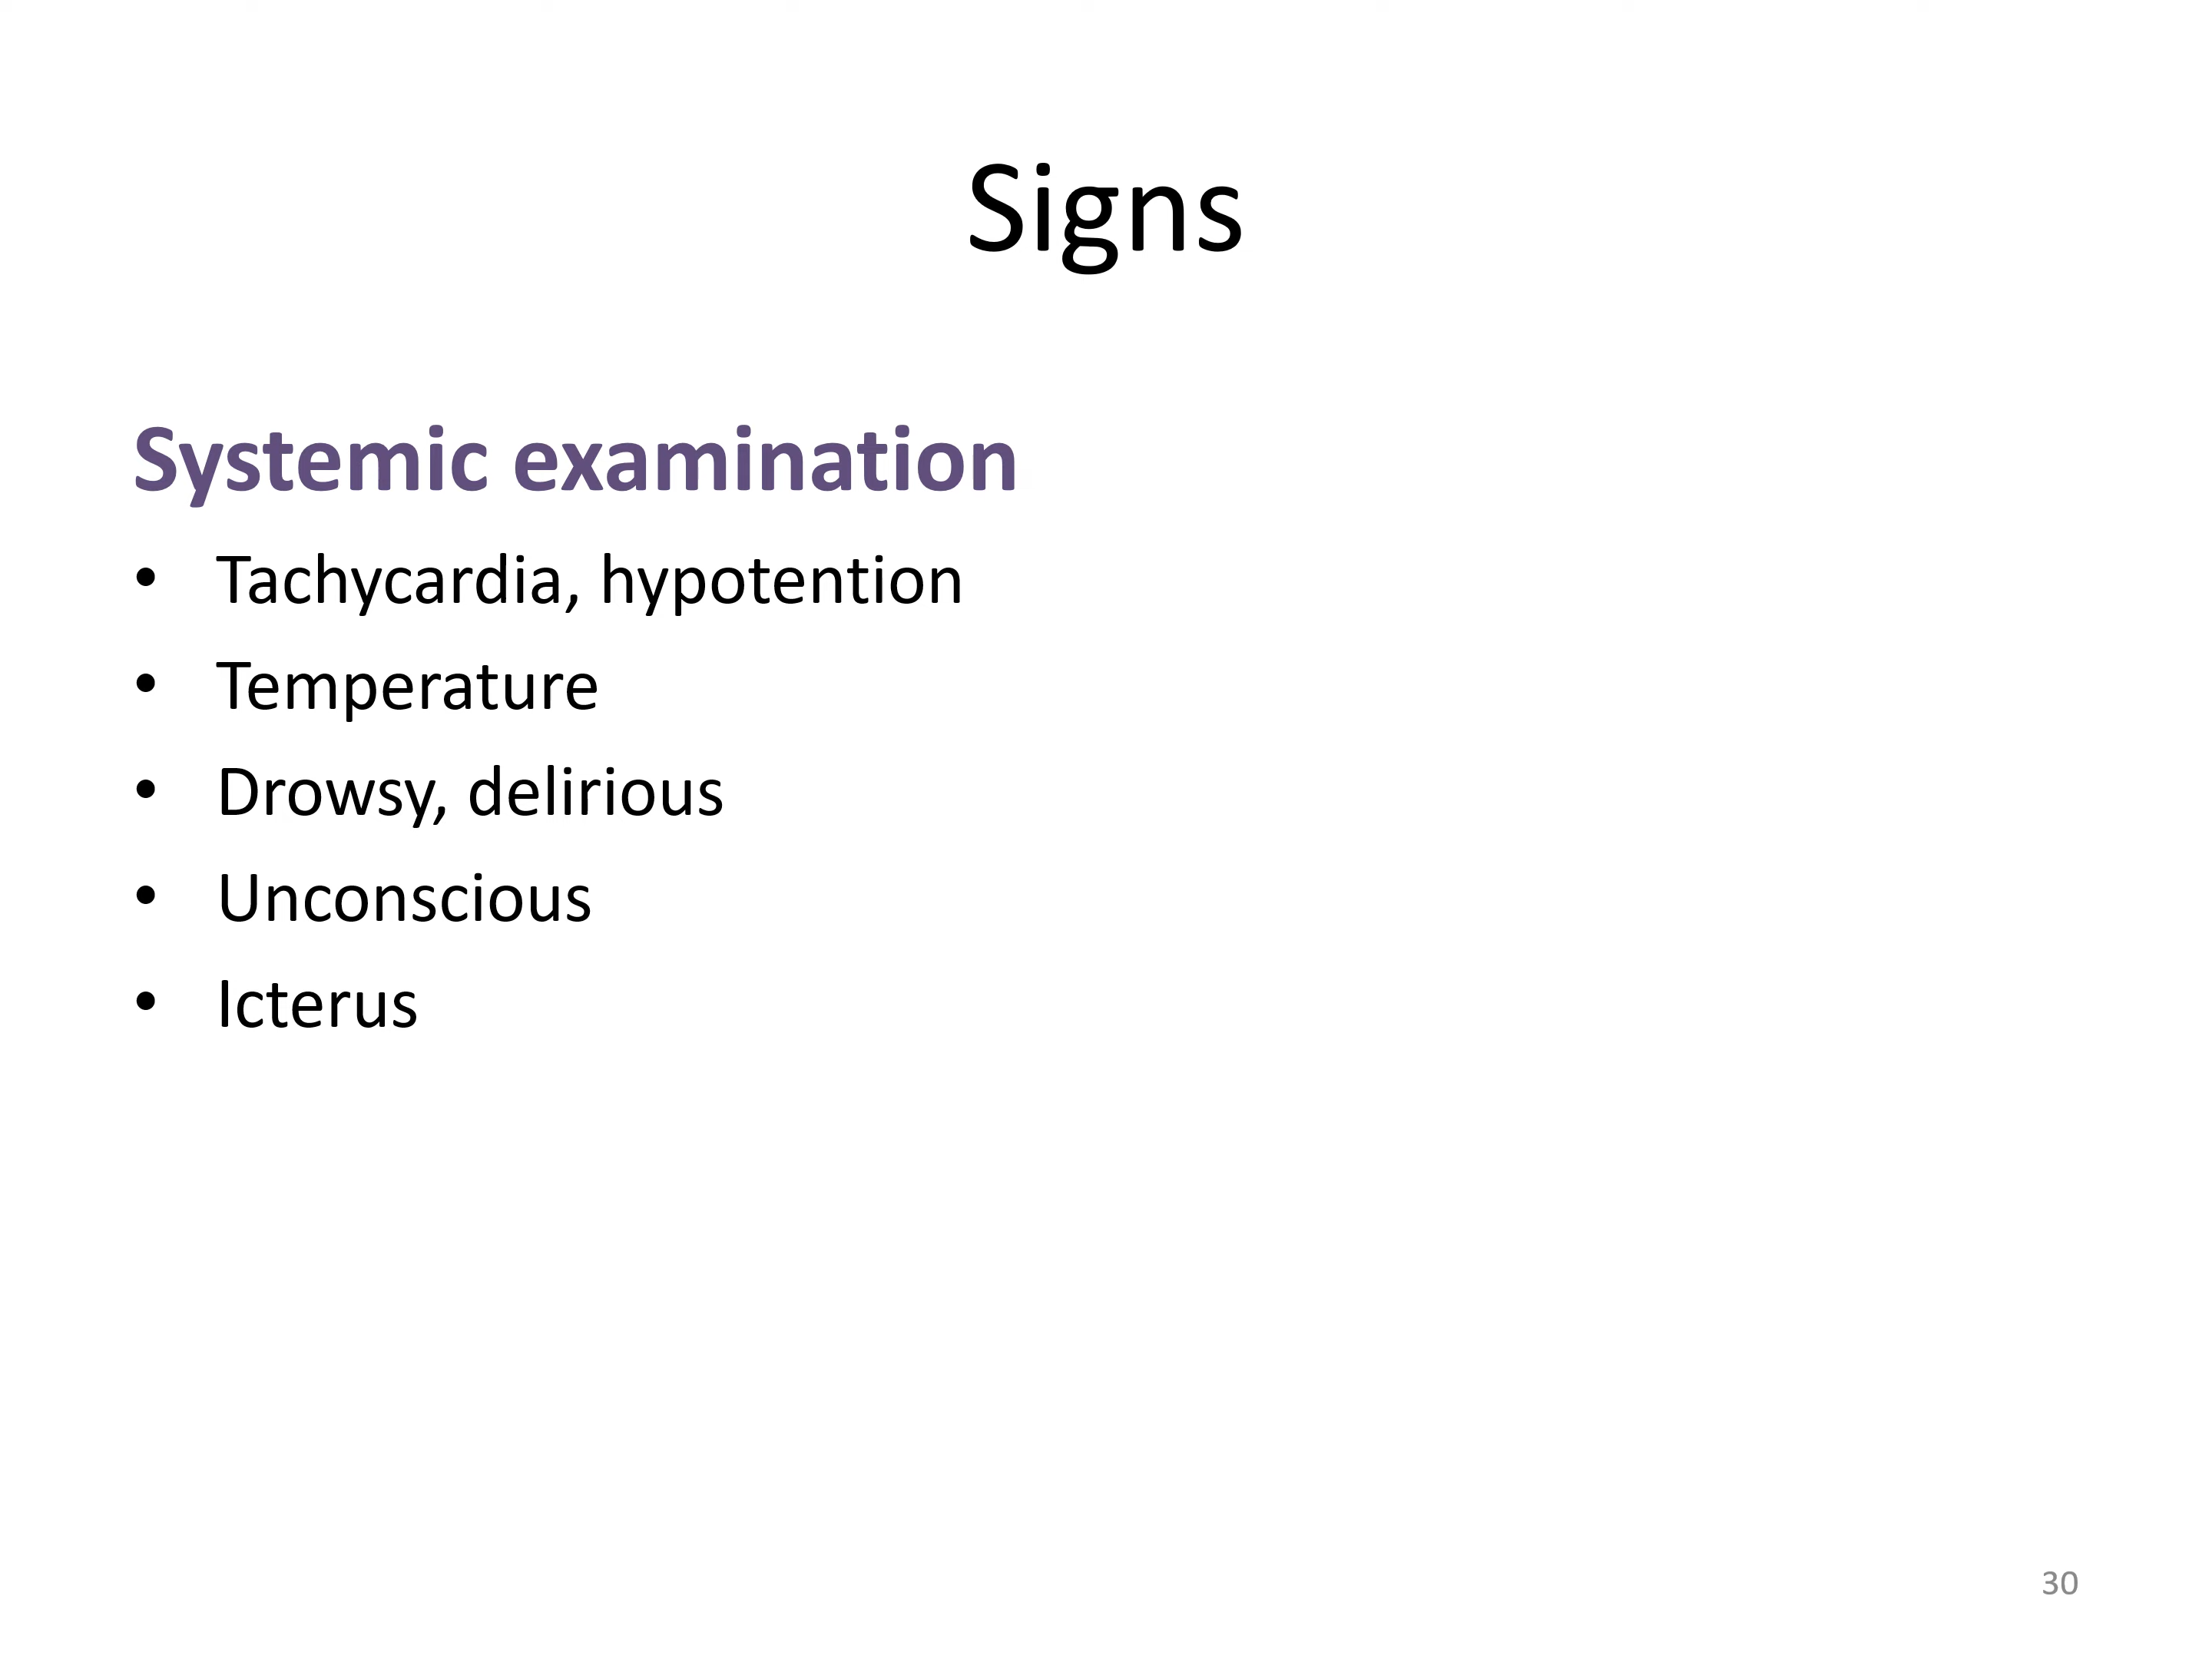 Signs
Systemic examination
• Tachycardia, hypotention
• Temperature
• Drowsy, delirious
• Unconscious
• Icterus
30